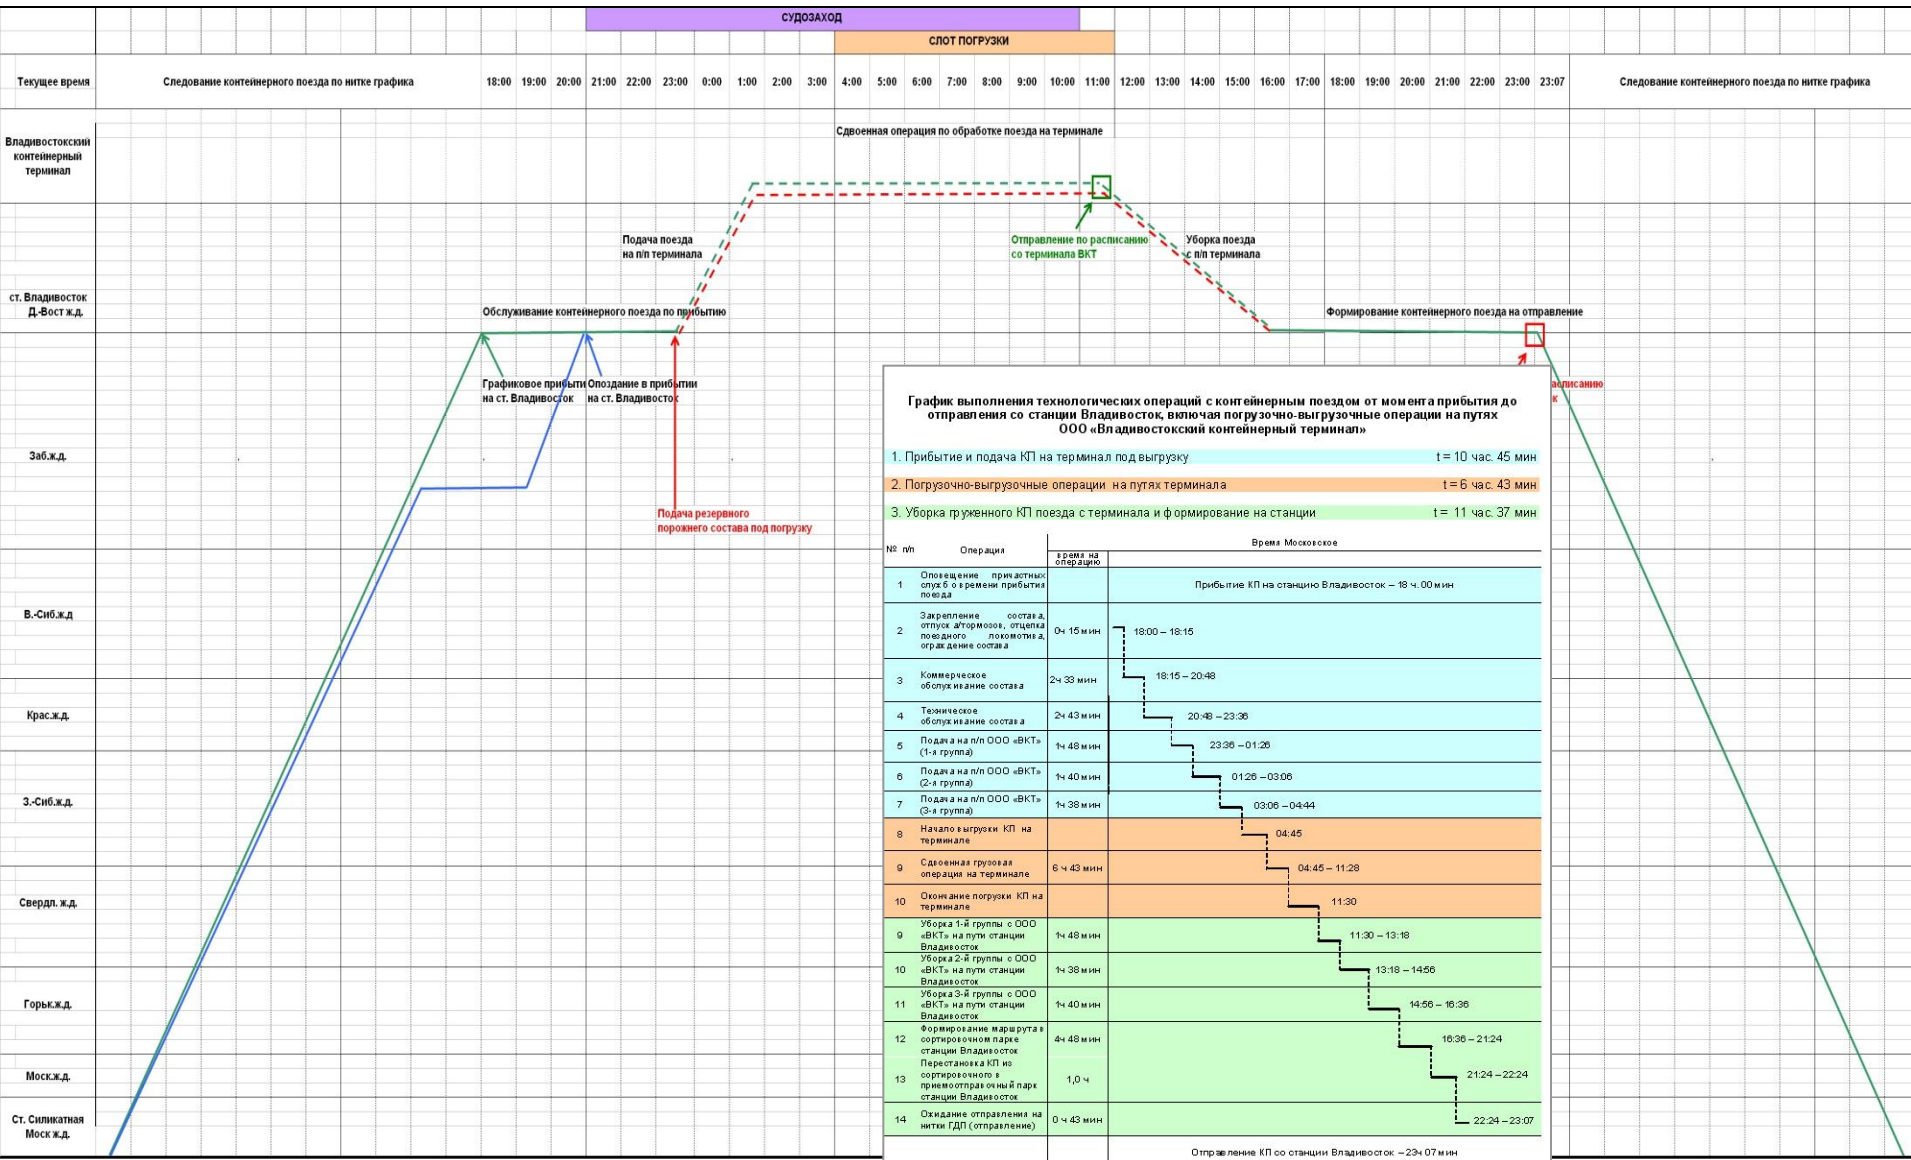 СУДОЗАХОД
СЛОТ ПОГРУЗКИ
Текущее время
Следование контейнерного поезда по нитке графика
18:00 19:00 20:00 21:00 22:00 23:00 0:00 1:00 2:00 3:00 4:00 5:00 6:00 7:00 8:00 9:00 10:00 11:00 12:00 13:00 14:00 15:00 16:00 17:00 18:00 19:00 20:00 21:00 22:00 23:00 23:07
Следование контейнерного поезда по нитке графика
Владивостокский
контейнерный
терминал
Сдвоенная операция по обработке поезда на терминале
Подача поезда
на п/п терминала
Отправление по расписанию
со терминала ВКТ
Уборка поезда
с п/п терминала
ст. Владивосток
Д.-Вост ж.д.
Обслуживание контейнерного поезда по прибытию
Формирование контейнерного поезда на отправление
Графиковое прибыти
на ст. Владивосток
Опоздание в прибытии
на ст. Владивосток
асписанию
к
Подача резервного
порожнего состава под погрузку
Заб.ж.д.
В.-Сиб.ж.д
Крас.ж.д.
З.-Сиб.ж.д.
Свердл. ж.д.
Горьк.ж.д.
Моск.ж.д.
Ст. Силикатная
Моск ж.д.
График выполнения технологических операций с контейнерным поездом от момента прибытия до
отправления со станции Владивосток, включая погрузочно-выгрузочные операции на путях
ООО «Владивостокский контейнерный терминал»
1. Прибытие и подача КП на терминал под выгрузку t = 10 час. 45 мин
2. Погрузочно-выгрузочные операции на путях терминала t = 6 час. 43 мин
3. Уборка груженного КП поезда с терминала и формирование на станции t = 11 час. 37 мин
№ п/п Операция
Время Московское
время на
операцию
1
Оповещение причастных
служб о времени прибытия
поезда
Прибытие КП на станцию Владивосток – 18 ч. 00 мин
2
Закрепление состава,
отпуск а/тормозов, отцепка
поездного локомотива,
ограждение состава
0ч 15 мин
18:00 – 18:15
3
Коммерческое
обслуживание состава
2ч 33 мин
18:15 – 20:48
4
Техническое
обслуживание состава
2ч 43 мин
20:48 – 23:36
5
Подача на п/п ООО «ВКТ»
(1-я группа)
1ч 48 мин
23:36 – 01:26
6
Подача на п/п ООО «ВКТ»
(2-я группа)
1ч 40 мин
01:26 – 03:06
7
Подача на п/п ООО «ВКТ»
(3-я группа)
1ч 38 мин
03:06 – 04:44
8
Начало выгрузки КП на
терминале
04:45
9
Сдвоенная грузовая
операция на терминале
6 ч 43 мин
04:45 – 11:28
10
Окончание погрузки КП на
терминале
11:30
9
Уборка 1-й группы с ООО
«ВКТ» на пути станции
Владивосток
1ч 48 мин
11:30 – 13:18
10
Уборка 2-й группы с ООО
«ВКТ» на пути станции
Владивосток
1ч 38 мин
13:18 – 14:56
11
Уборка 3-й группы с ООО
«ВКТ» на пути станции
Владивосток
1ч 40 мин
14:56 – 16:36
12
Формирование маршрута в
сортировочном парке
станции Владивосток
4ч 48 мин
16:36 – 21:24
13
Перестановка КП из
сортировочного в
приемоотправочный парк
станции Владивосток
1,0 ч
21:24 – 22:24
14
Ожидание отправления на
нитки ГДП (отправление)
0 ч 43 мин
22:24 – 23:07
Отправление КП со станции Владивосток – 23ч 07 мин